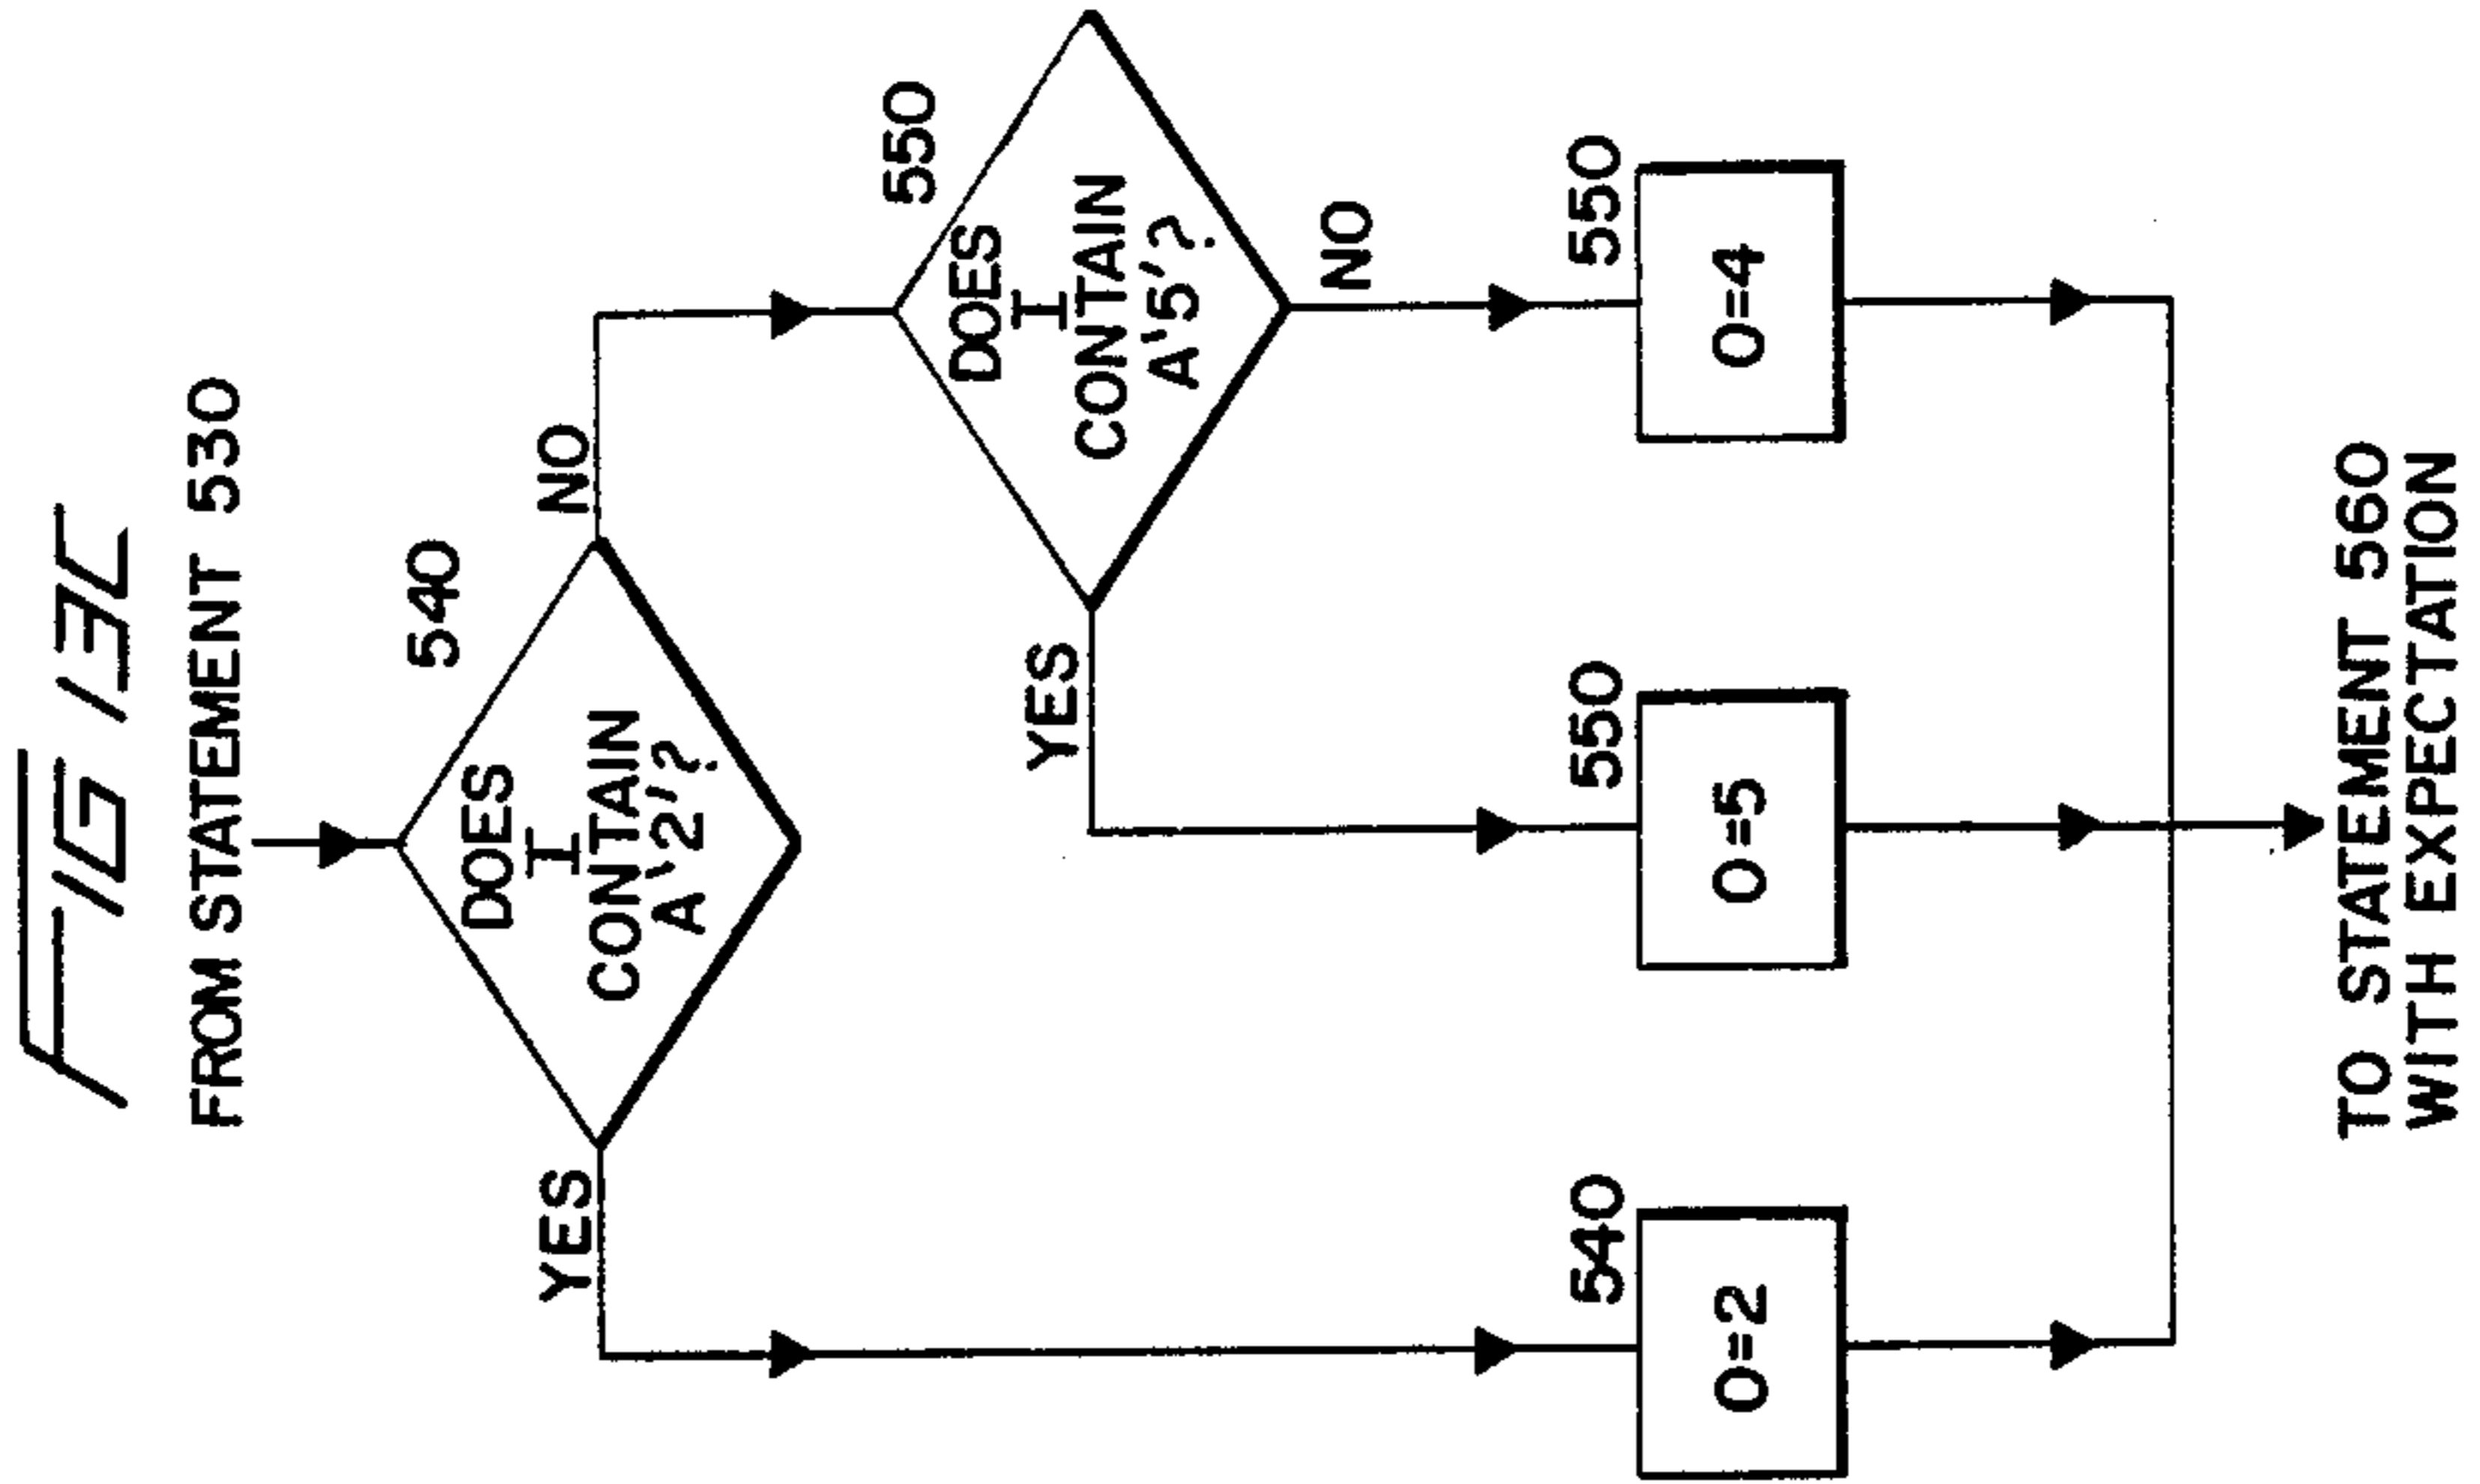 FIG 13C
FROM STATEMENT 530
540
DOES
I
CONTAIN
A '2'?
YES
NO
550
DOES
I
CONTAIN
A '5'?
YES
NO
540
O=2
550
O=5
550
O=4
TO STATEMENT 560
WITH EXPECTATION